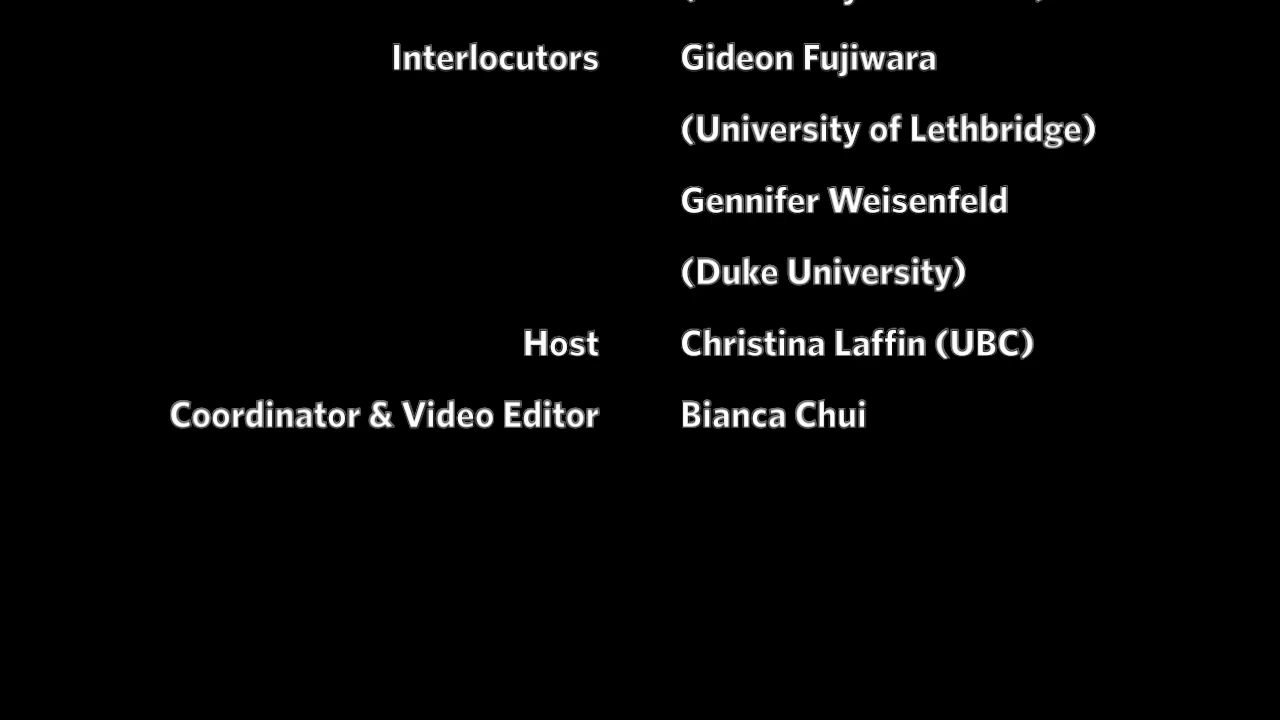 Interlocutors Gideon Fujiwara
(University of Lethbridge)
Gennifer Weisenfeld
(Duke University)
Host Christina Laffin (UBC)
Coordinator & Video Editor Bianca Chui